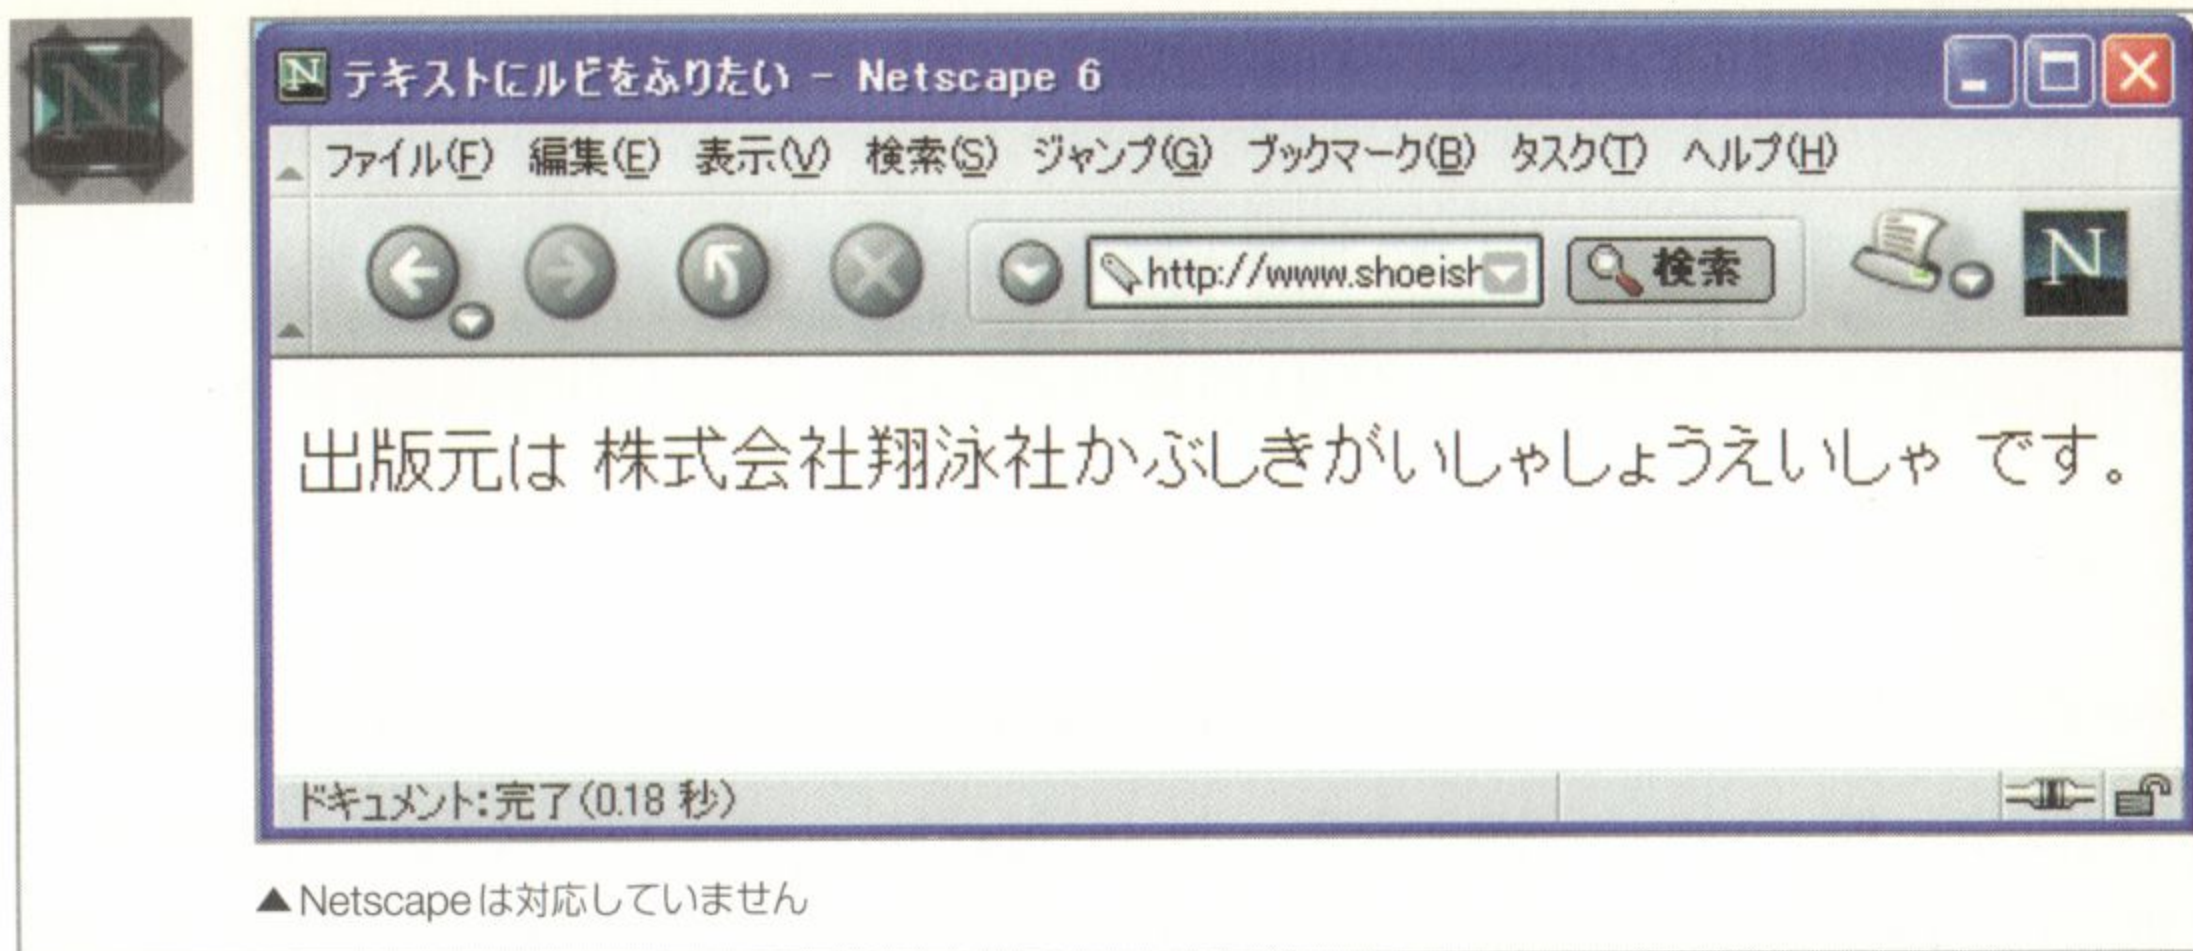 テキストにルビをふりたい - Netscape 6
ファイル(F) 編集(E) 表示(V) 検索(S) ジャンプ(G) ブックマーク(B) タスク(T) ヘルプ(H)
http://www.shoeish 検索 N
出版元は 株式会社翔泳社かぶしきがいしゃしょうえいしゃ です。
ドキュメント:完了(0.18 秒)
▲Netscapeは対応していません